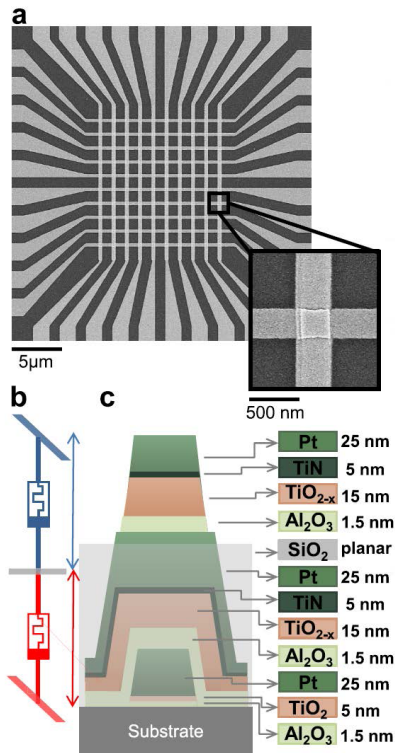 a
5μm
500 nm
b
c
Pt 25 nm
TiN 5 nm
TiO2-x 15 nm
Al2O3 1.5 nm
SiO2 planar
Pt 25 nm
TiN 5 nm
TiO2-x 15 nm
Al2O3 1.5 nm
Pt 25 nm
TiO2 5 nm
Al2O3 1.5 nm
Substrate